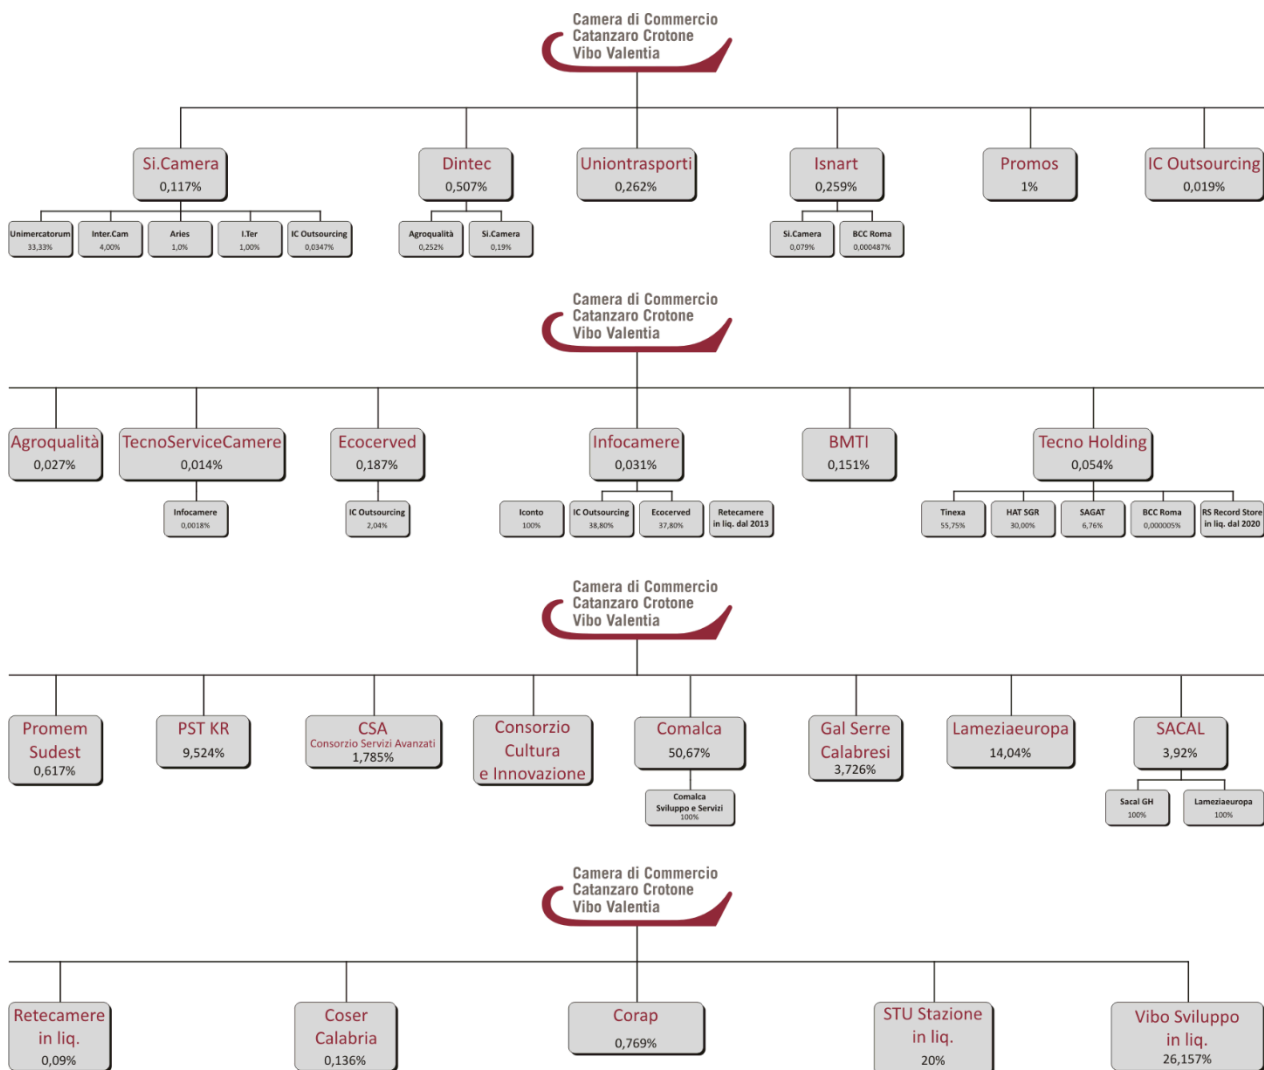 Camera di Commercio
Catanzaro Crotone
Vibo Valentia
Si.Camera
0,117%
Dintec
0,507%
Uniontrasporti
0,262%
Isnart
0,259%
Promos
1%
IC Outsourcing
0,019%
Unimercatorum
33,33%
Inter.Cam
4,00%
Aries
1,0%
I.Ter
1,00%
IC Outsourcing
0,0347%
Agroqualità
0,252%
Si.Camera
0,19%
Si.Camera
0,079%
BCC Roma
0,000487%
Camera di Commercio
Catanzaro Crotone
Vibo Valentia
Agroqualità
0,027%
TecnoServiceCamere
0,014%
Ecocerved
0,187%
Infocamere
0,031%
BMTI
0,151%
Tecno Holding
0,054%
Infocamere
0,0018%
IC Outsourcing
2,04%
Iconto
100%
IC Outsourcing
38,80%
Ecocerved
37,80%
Retecamere
in liq. dal 2013
Tinexa
55,75%
HAT SGR
30,00%
SAGAT
6,76%
BCC Roma
0,000005%
RS Record Store
in liq. dal 2020
Camera di Commercio
Catanzaro Crotone
Vibo Valentia
Promem
Sudest
0,617%
PST KR
9,524%
CSA
Consorzio Servizi Avanzati
1,785%
Consorzio
Cultura
e Innovazione
Comalca
50,67%
Gal Serre
Calabresi
3,726%
Lameziaeuropa
14,04%
SACAL
3,92%
Comalca
Sviluppo e Servizi
100%
Sacal GH
100%
Lameziaeuropa
100%
Camera di Commercio
Catanzaro Crotone
Vibo Valentia
Retecamere
in liq.
0,09%
Coser
Calabria
0,136%
Corap
0,769%
STU Stazione
in liq.
20%
Vibo Sviluppo
in liq.
26,157%